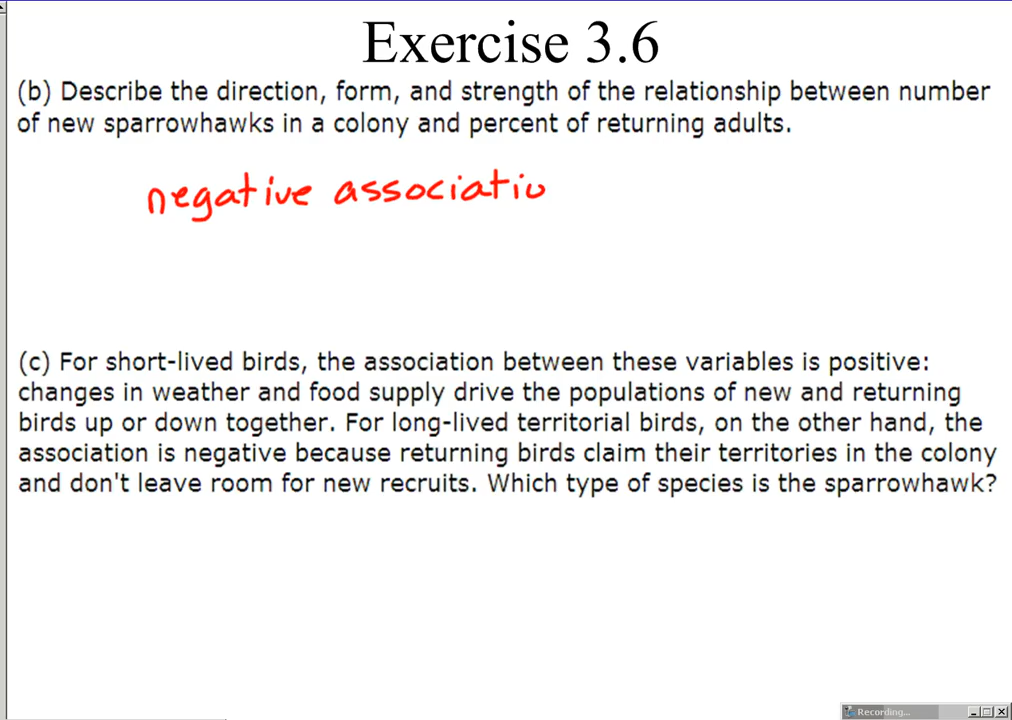 Exercise 3.6
(b) Describe the direction, form, and strength of the relationship between number
of new sparrowhawks in a colony and percent of returning adults.
negative associatio
(c) For short-lived birds, the association between these variables is positive:
changes in weather and food supply drive the populations of new and returning
birds up or down together. For long-lived territorial birds, on the other hand, the
association is negative because returning birds claim their territories in the colony
and don't leave room for new recruits. Which type of species is the sparrowhawk?
Recording...